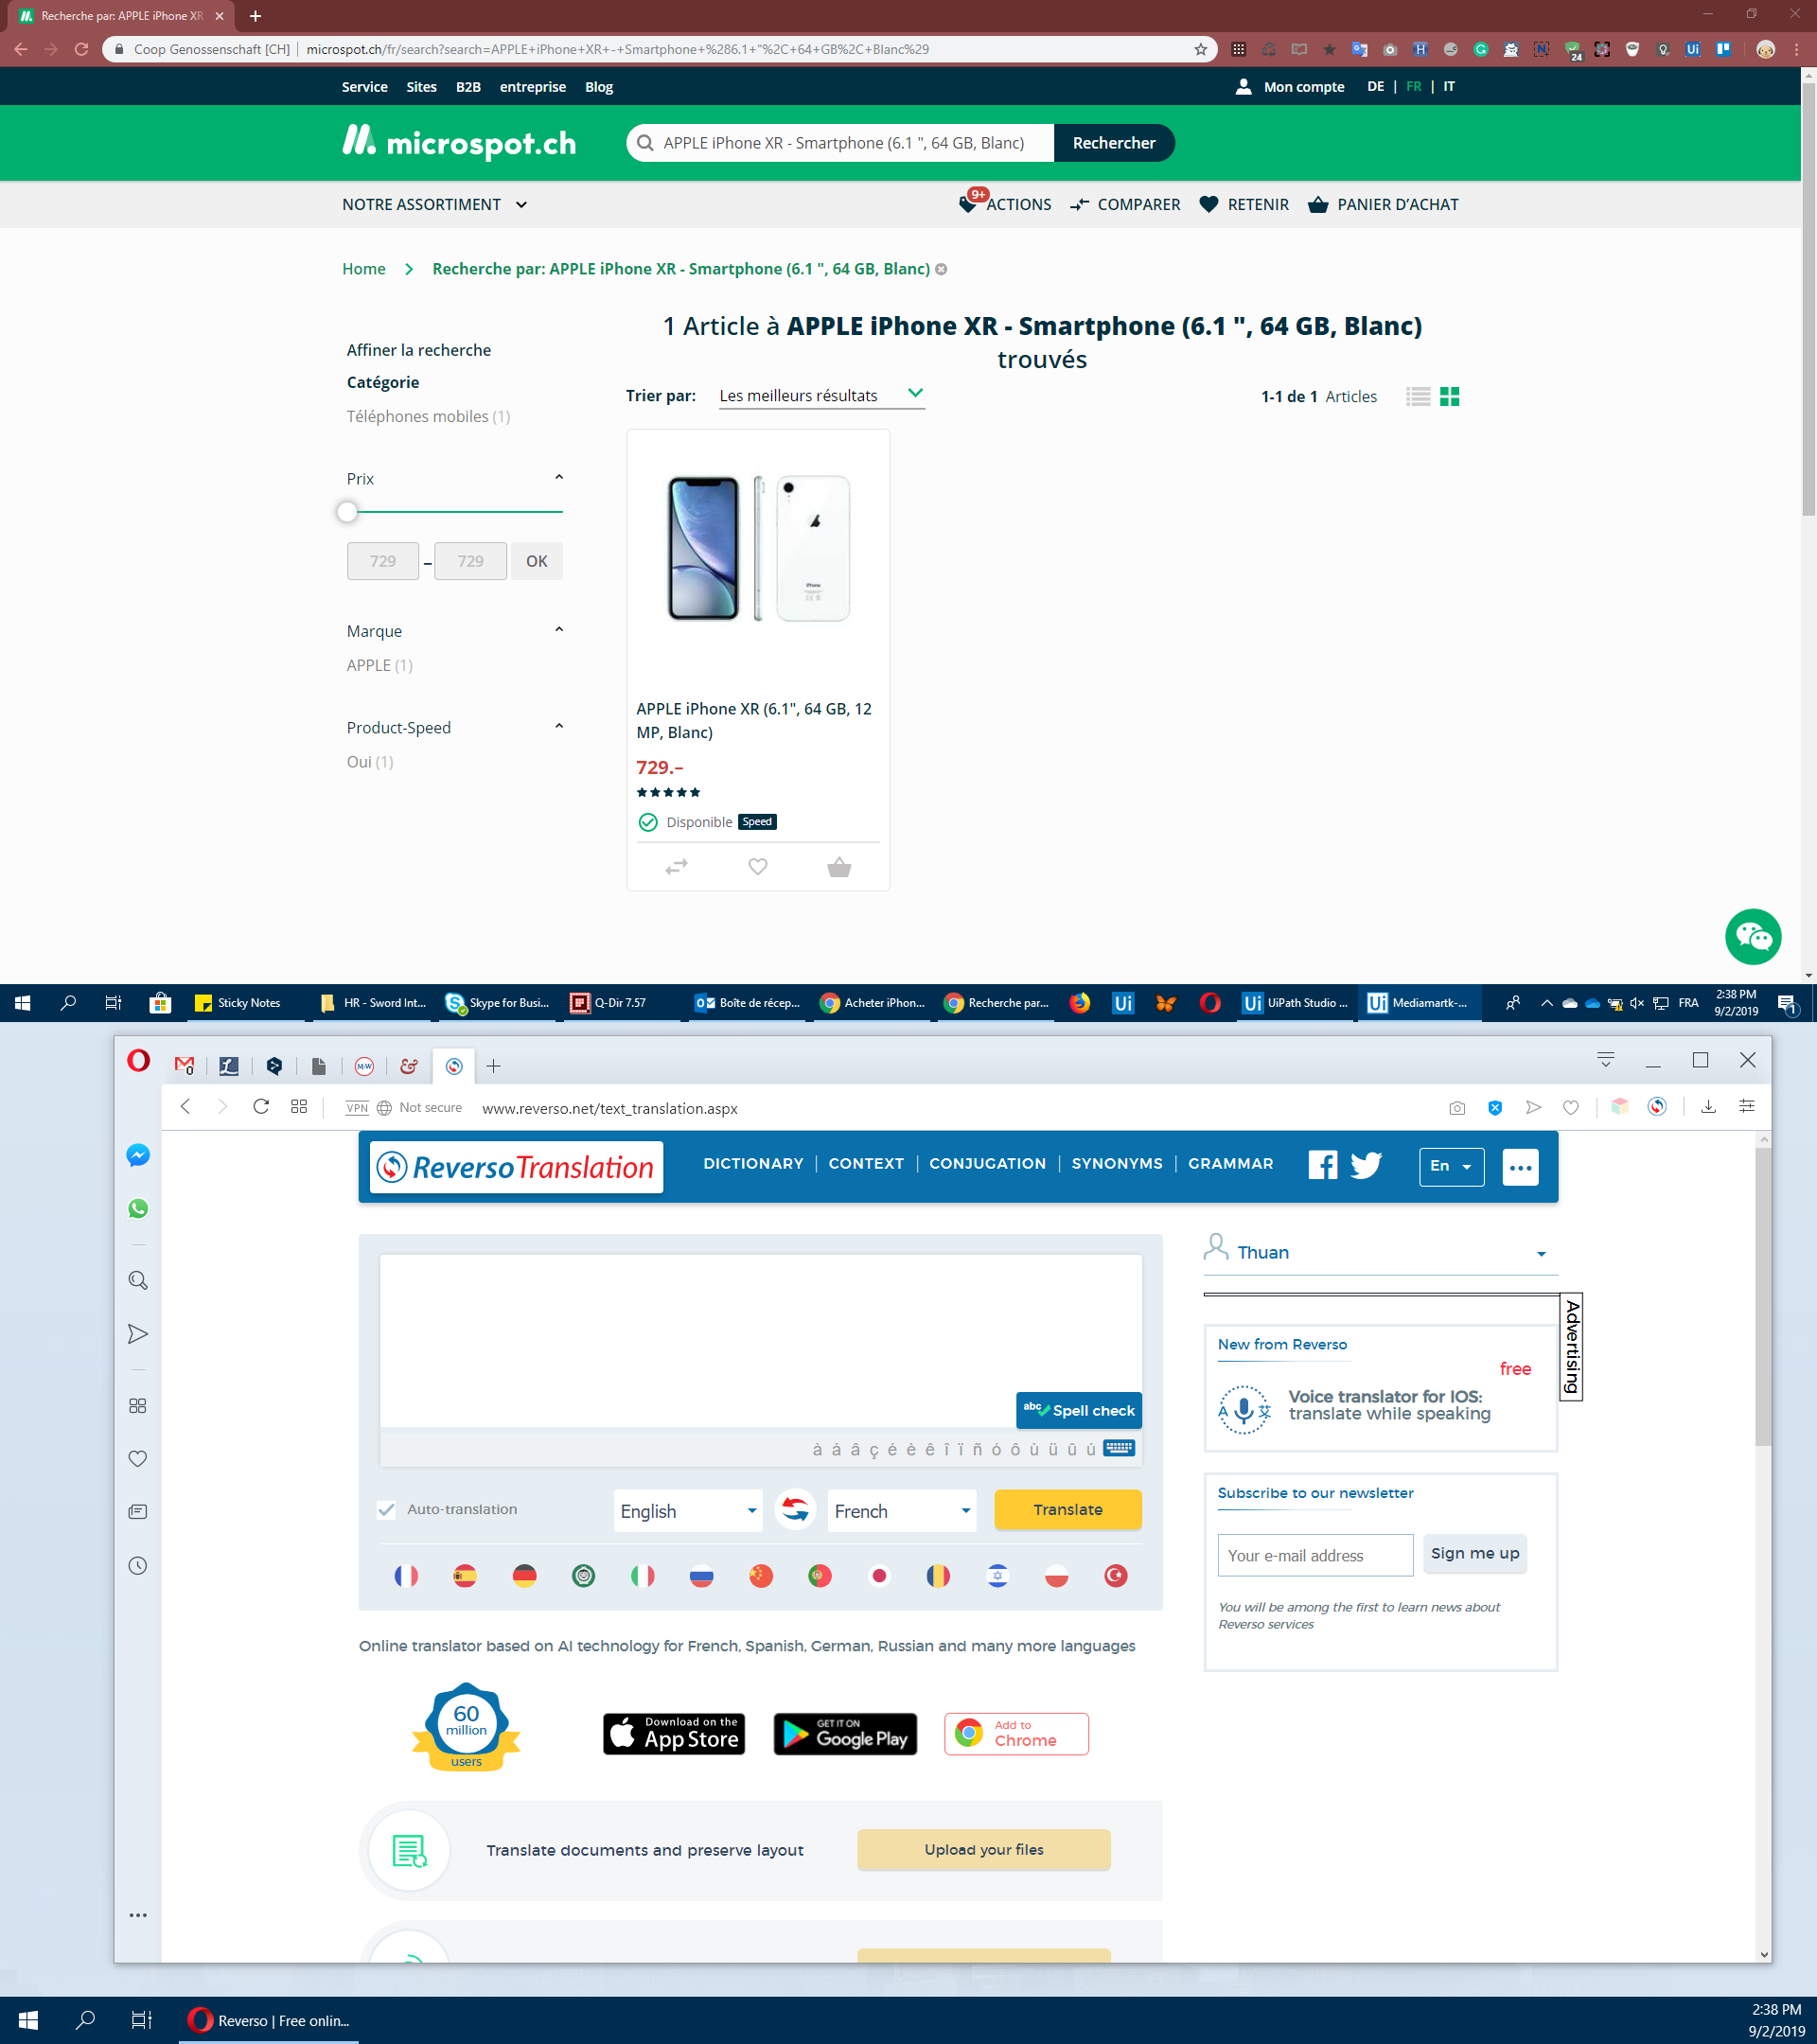 Recherche par: APPLE iPhone XR
Coop Genossenschaft [CH] | microspot.ch/fr/search?search=APPLE+iPhone+XR+-+Smartphone+%286.1+"%2C+64+GB%2C+Blanc%29
24
Service Sites B2B entreprise Blog
Mon compte DE | FR | IT
microspot.ch
APPLE iPhone XR - Smartphone (6.1 ", 64 GB, Blanc)
Rechercher
NOTRE ASSORTIMENT
9+
ACTIONS COMPARER RETENIR PANIER D'ACHAT
Home > Recherche par: APPLE iPhone XR - Smartphone (6.1 ", 64 GB, Blanc)
1 Article à APPLE iPhone XR - Smartphone (6.1 ", 64 GB, Blanc)
trouvés
Affiner la recherche
Catégorie
Téléphones mobiles (1)
Trier par: Les meilleurs résultats
1-1 de 1 Articles
Prix
729 – 729 OK
Marque
APPLE (1)
Product-Speed
Oui (1)
iPhone
APPLE iPhone XR (6.1", 64 GB, 12
MP, Blanc)
729.–
Disponible Speed
Sticky Notes
HR - Sword Int...
Skype for Busi...
Q-Dir 7.57
Boîte de récep...
Acheter iPhon...
Recherche par...
Ui
UiPath Studio ...
Mediamartk-...
FRA
2:38 PM
9/2/2019
1
0
M-W
VPN Not secure www.reverso.net/text_translation.aspx
Reverso Translation
DICTIONARY | CONTEXT | CONJUGATION | SYNONYMS | GRAMMAR
En
Thuan
Advertising
New from Reverso
free
Voice translator for IOS:
translate while speaking
abc Spell check
à á â ç é è ê î ï ñ ó ô ù ü û ú
Auto-translation
English
French
Translate
Subscribe to our newsletter
Your e-mail address
Sign me up
You will be among the first to learn news about
Reverso services
Online translator based on AI technology for French, Spanish, German, Russian and many more languages
60
million
users
Download on the
App Store
GET IT ON
Google Play
Add to
Chrome
Translate documents and preserve layout
Upload your files
Reverso | Free onlin...
2:38 PM
9/2/2019